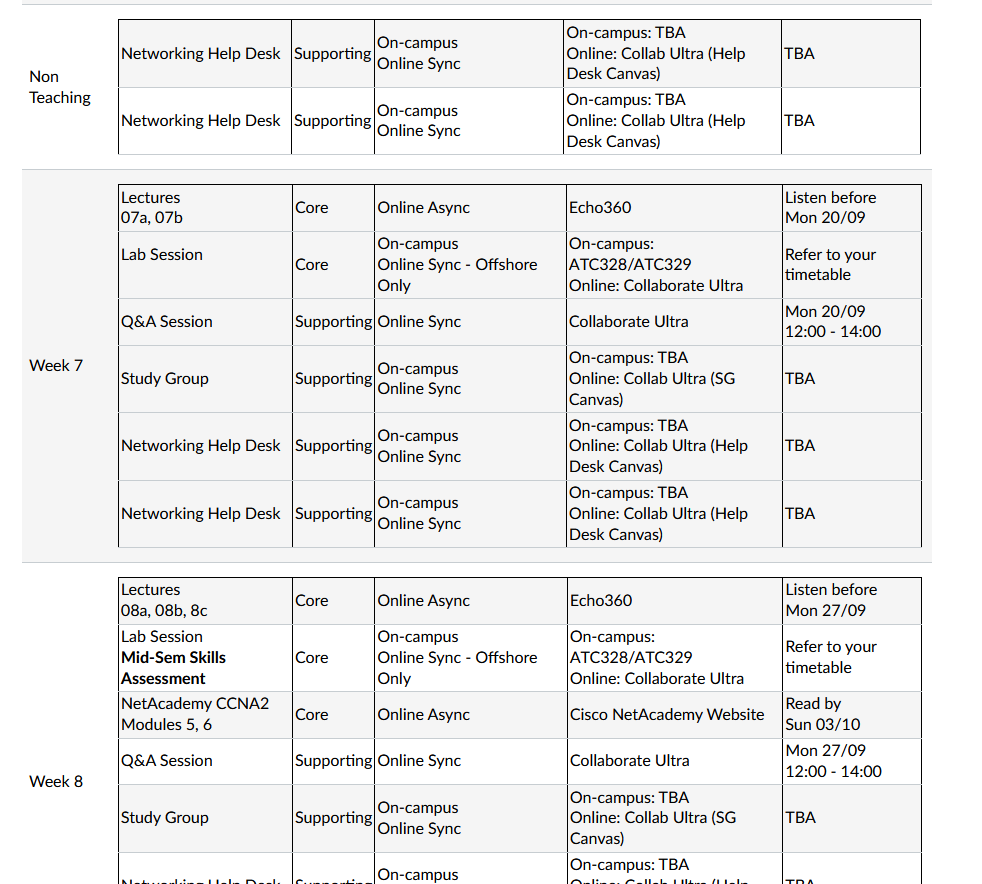 Non
Teaching
Networking Help Desk
Supporting
On-campus
Online Sync
On-campus: TBA
Online: Collab Ultra (Help
Desk Canvas)
TBA
Networking Help Desk
Supporting
On-campus
Online Sync
On-campus: TBA
Online: Collab Ultra (Help
Desk Canvas)
TBA
Week 7
Lectures
07a, 07b
Core
Online Async
Echo360
Listen before
Mon 20/09
Lab Session
Core
On-campus
Online Sync - Offshore
Only
On-campus:
ATC328/ATC329
Online: Collaborate Ultra
Refer to your
timetable
Q&A Session
Supporting
Online Sync
Collaborate Ultra
Mon 20/09
12:00 - 14:00
Study Group
Supporting
On-campus
Online Sync
On-campus: TBA
Online: Collab Ultra (SG
Canvas)
TBA
Networking Help Desk
Supporting
On-campus
Online Sync
On-campus: TBA
Online: Collab Ultra (Help
Desk Canvas)
TBA
Networking Help Desk
Supporting
On-campus
Online Sync
On-campus: TBA
Online: Collab Ultra (Help
Desk Canvas)
TBA
Week 8
Lectures
08a, 08b, 8c
Core
Online Async
Echo360
Listen before
Mon 27/09
Lab Session
Mid-Sem Skills
Assessment
Core
On-campus
Online Sync - Offshore
Only
On-campus:
ATC328/ATC329
Online: Collaborate Ultra
Refer to your
timetable
NetAcademy CCNA2
Modules 5, 6
Core
Online Async
Cisco NetAcademy Website
Read by
Sun 03/10
Q&A Session
Supporting
Online Sync
Collaborate Ultra
Mon 27/09
12:00 - 14:00
Study Group
Supporting
On-campus
Online Sync
On-campus: TBA
Online: Collab Ultra (SG
Canvas)
TBA
Networking Help Desk
Supporting
On-campus
On-campus: TBA
Online: Collab Ultra (Help
TBA